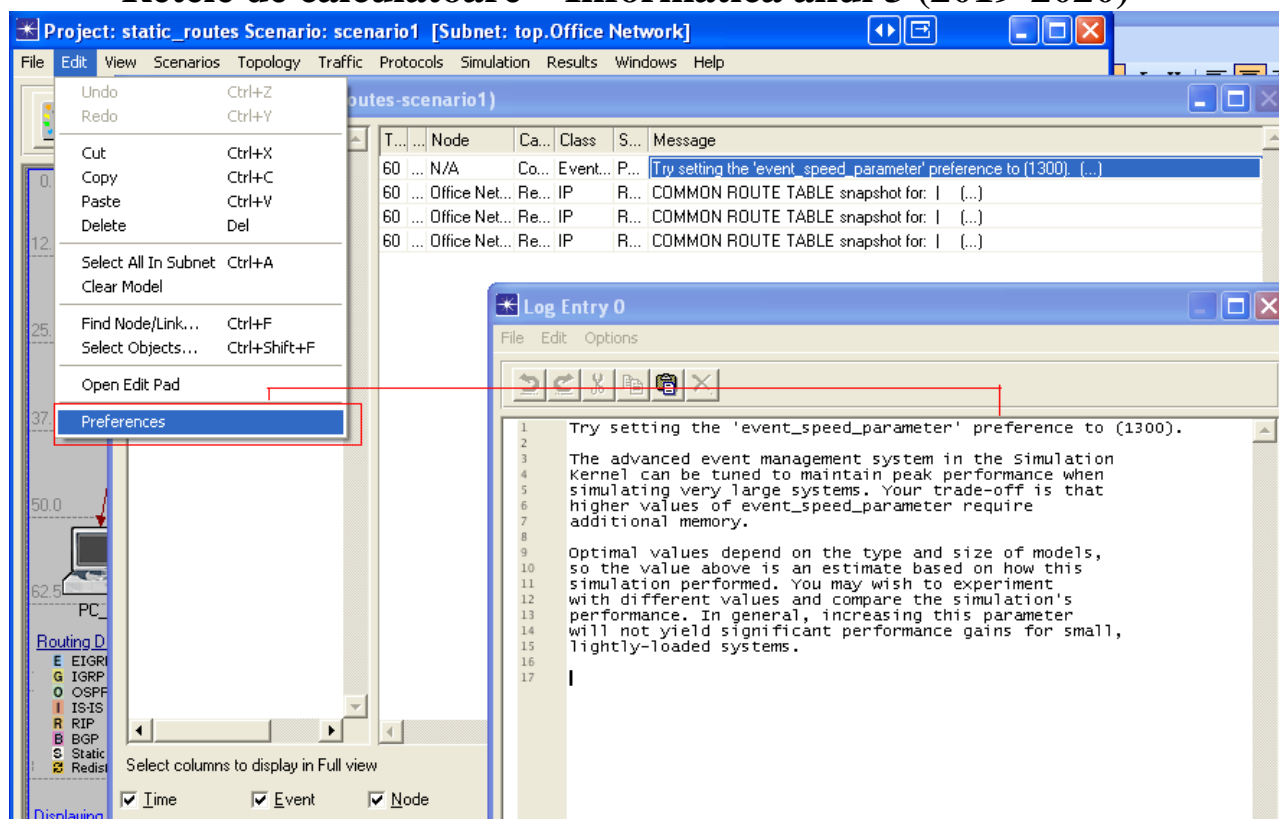 Project: static_routes Scenario: scenario1 [Subnet: top.Office Network]
File Edit View Scenarios Topology Traffic Protocols Simulation Results Windows Help
Undo Ctrl+Z
Redo Ctrl+Y
Cut Ctrl+X
Copy Ctrl+C
Paste Ctrl+V
Delete Del
Select All In Subnet Ctrl+A
Clear Model
Find Node/Link... Ctrl+F
Select Objects... Ctrl+Shift+F
Open Edit Pad
Preferences
utes-scenario1)
T... ... Node Ca... Class S... Message
60 ... N/A Co... Event... P... Try setting the 'event_speed_parameter' preference to (1300). (...)
60 ... Office Net... Re... IP R... COMMON ROUTE TABLE snapshot for: | (...)
60 ... Office Net... Re... IP R... COMMON ROUTE TABLE snapshot for: | (...)
60 ... Office Net... Re... IP R... COMMON ROUTE TABLE snapshot for: | (...)
Log Entry 0
File Edit Options
1 Try setting the 'event_speed_parameter' preference to (1300).
2
3 The advanced event management system in the Simulation
4 Kernel can be tuned to maintain peak performance when
5 simulating very large systems. Your trade-off is that
6 higher values of event_speed_parameter require
7 additional memory.
8
9 Optimal values depend on the type and size of models,
10 so the value above is an estimate based on how this
11 simulation performed. You may wish to experiment
12 with different values and compare the simulation's
13 performance. In general, increasing this parameter
14 will not yield significant performance gains for small,
15 lightly-loaded systems.
16
17
0.
12.
25.
37.
50.0
62.5
PC_
Routing D
E EIGRP
G IGRP
O OSPF
I IS-IS
R RIP
B BGP
S Static
Redist
Displaying
Select columns to display in Full view
Time Event Node